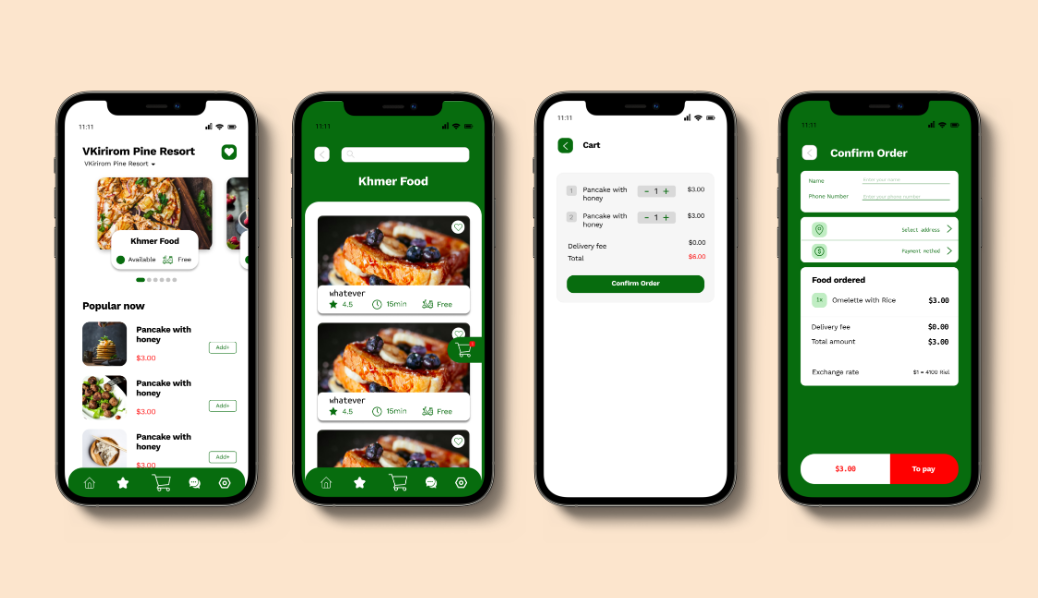 11:11
VKirirom Pine Resort
VKirirom Pine Resort
Khmer Food
Available
Free
Popular now
Pancake with
honey
$3.00
Add+
Pancake with
honey
$3.00
Add+
Pancake with
honey
$3.00
Add+
11:11
Khmer Food
whatever
4.5
15min
Free
whatever
4.5
15min
Free
11:11
Cart
1
Pancake with
honey
- 1 +
$3.00
2
Pancake with
honey
- 1 +
$3.00
Delivery fee
$0.00
Total
$6.00
Confirm Order
11:11
Confirm Order
Name
Enter your name
Phone Number
Enter your phone number
Select address
Payment method
Food ordered
1x
Omelette with Rice
$3.00
Delivery fee
$0.00
Total amount
$3.00
Exchange rate
$1 = 4100 Rial
$3.00
To pay